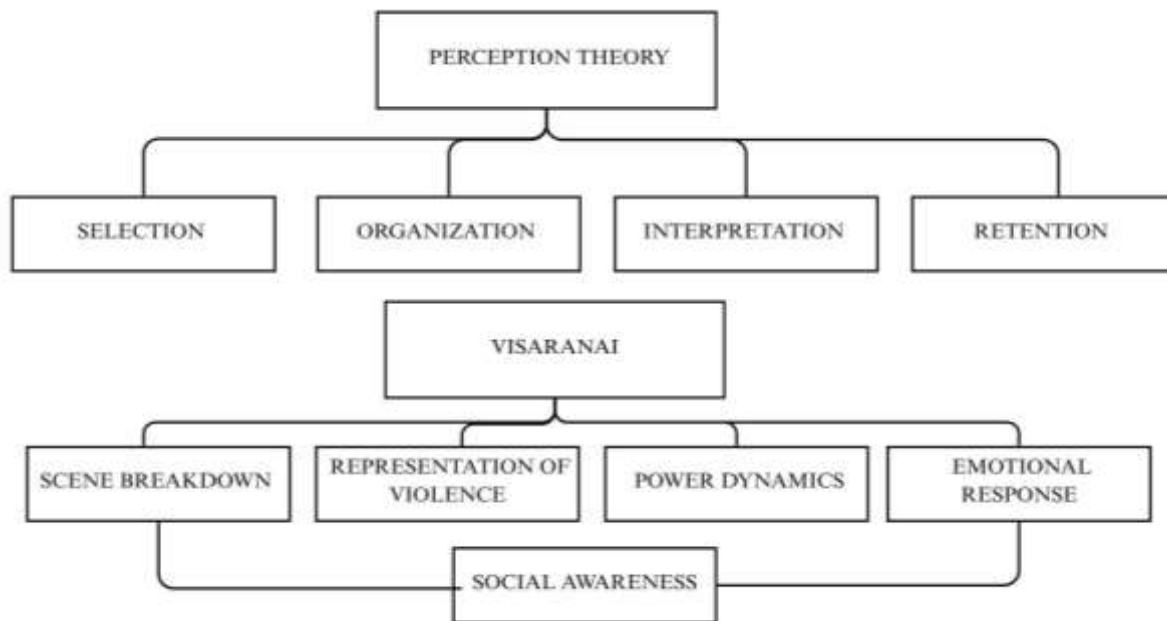 PERCEPTION THEORY
SELECTION
ORGANIZATION
INTERPRETATION
RETENTION
VISARANAI
SCENE BREAKDOWN
REPRESENTATION OF
VIOLENCE
POWER DYNAMICS
EMOTIONAL
RESPONSE
SOCIAL AWARENESS